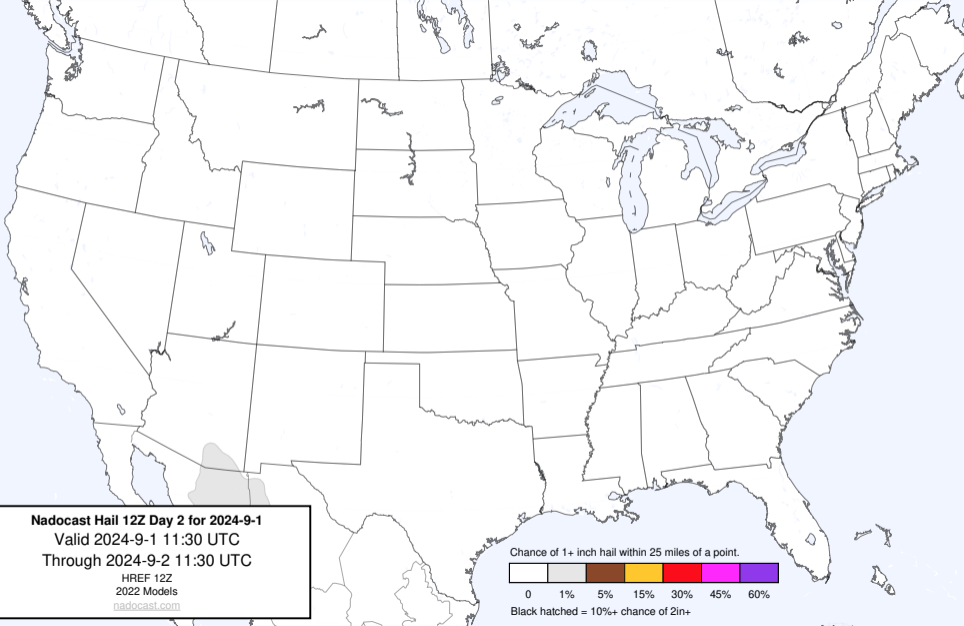 Nadocast Hail 12Z Day 2 for 2024-9-1
Valid 2024-9-1 11:30 UTC
Through 2024-9-2 11:30 UTC
HREF 12Z
2022 Models
nadocast.com
Chance of 1+ inch hail within 25 miles of a point.
0 1% 5% 15% 30% 45% 60%
Black hatched = 10%+ chance of 2in+